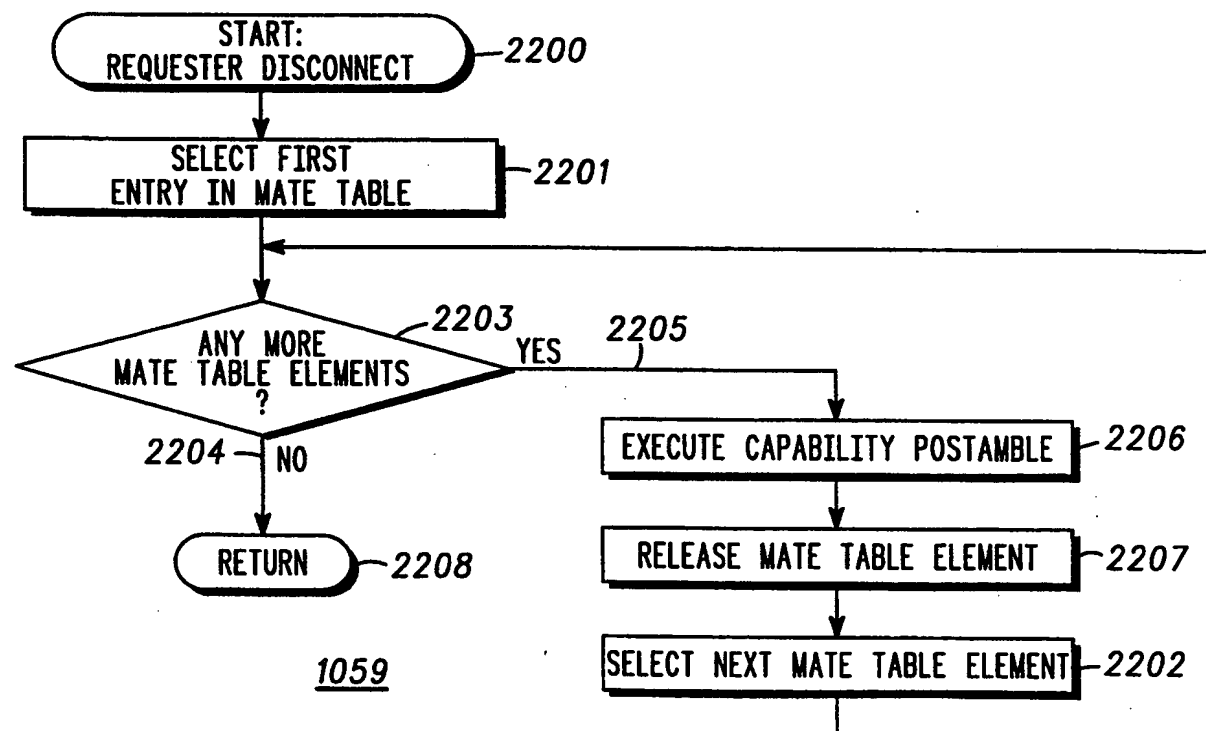 START:
REQUESTER DISCONNECT
2200
SELECT FIRST
ENTRY IN MATE TABLE
2201
ANY MORE
MATE TABLE ELEMENTS
?
2203
YES
2205
2204
NO
EXECUTE CAPABILITY POSTAMBLE
2206
RETURN
2208
RELEASE MATE TABLE ELEMENT
2207
SELECT NEXT MATE TABLE ELEMENT
2202
1059